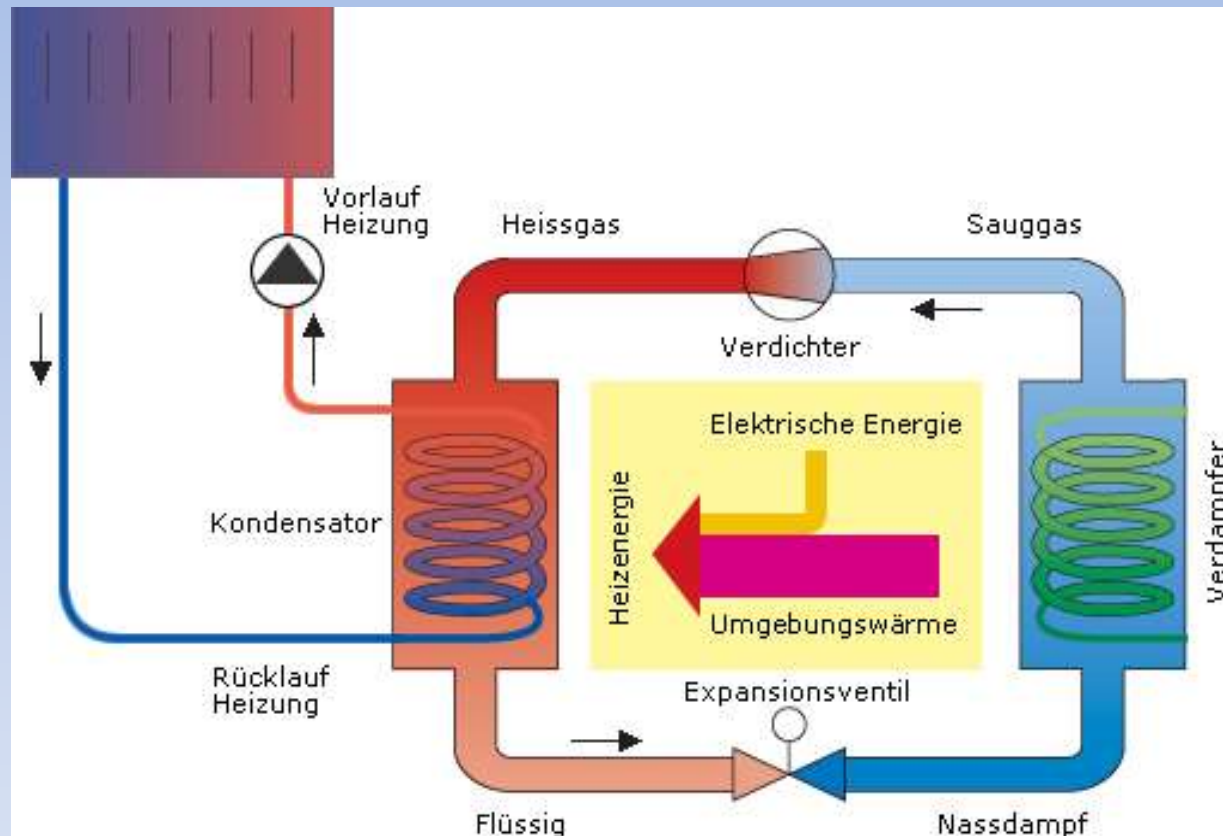 Vorlauf
Heizung
Heissgas
Sauggas
Verdichter
Elektrische Energie
Heizenergie
Kondensator
Verdampfer
Umgebungswärme
Rücklauf
Heizung
Expansionsventil
Flüssig
Nassdampf